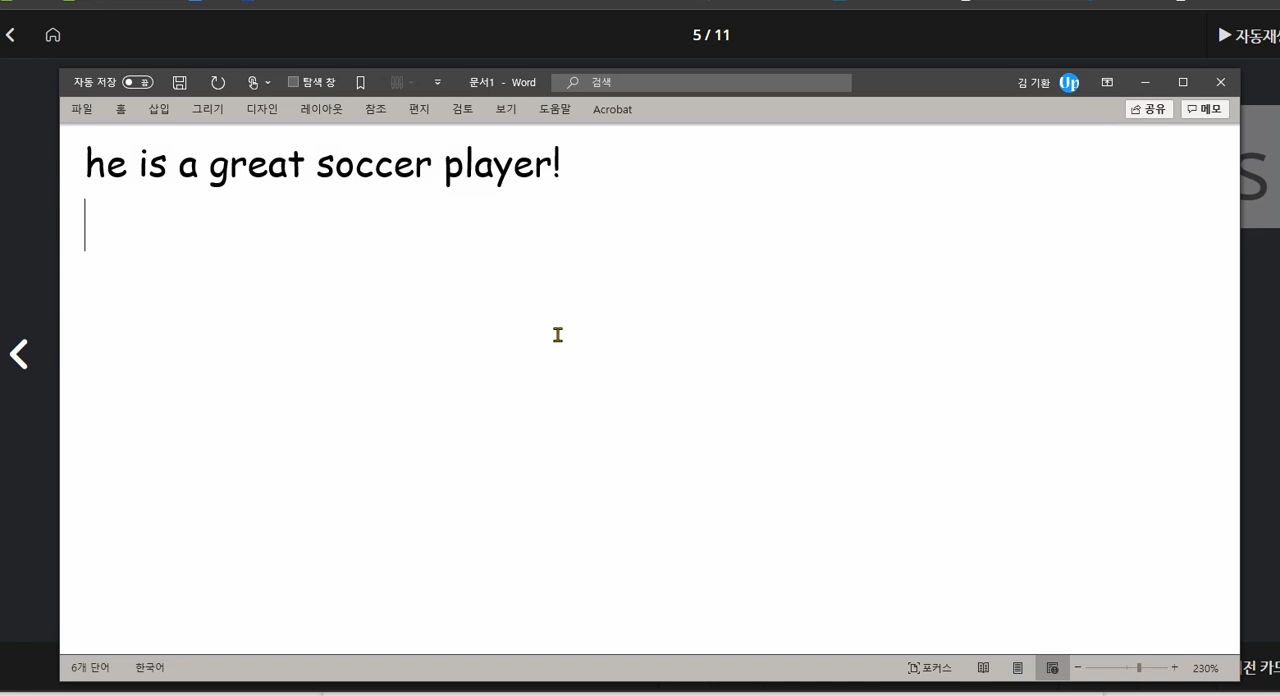 5 / 11
▶ 자동재생
자동 저장 끔 탐색 창 문서1 - Word 검색 김 기환 Up
파일 홈 삽입 그리기 디자인 레이아웃 참조 편지 검토 보기 도움말 Acrobat 공유 메모
he is a great soccer player!
S
6개 단어 한국어 포커스 230%